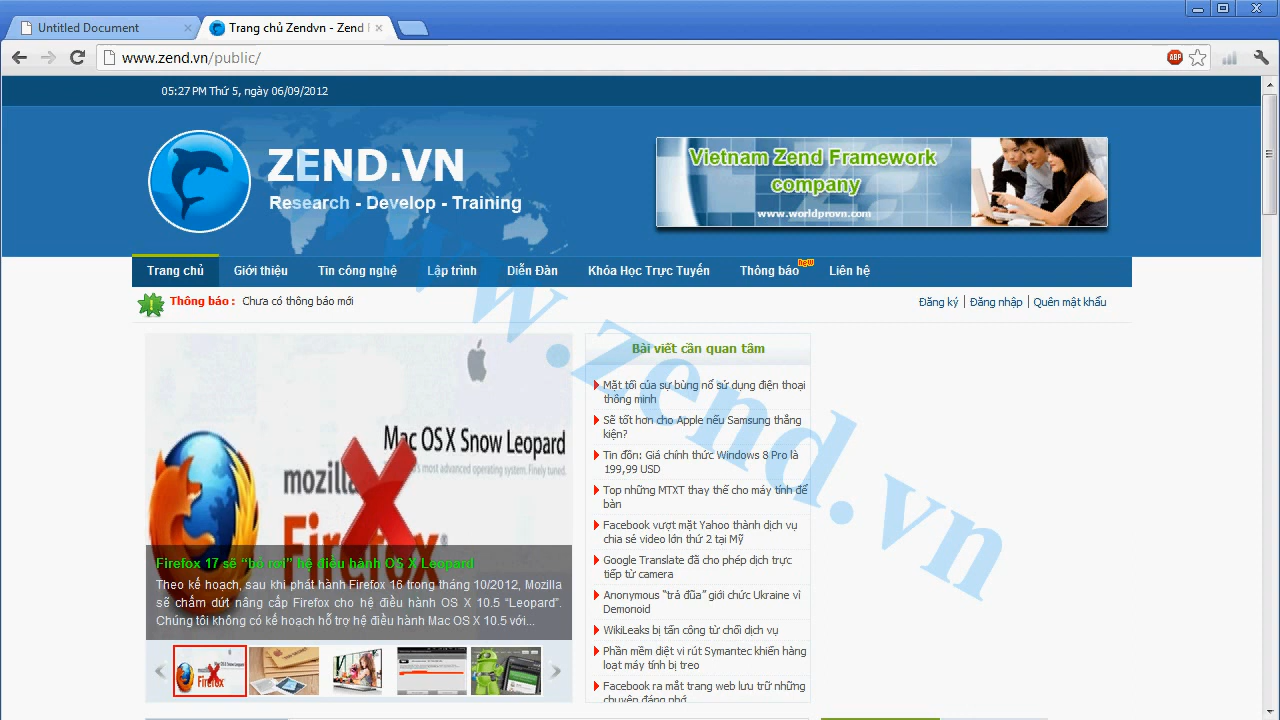 Untitled Document
Trang chủ Zendvn - Zend
www.zend.vn/public/
ABP
05:27 PM Thứ 5, ngày 06/09/2012
ZEND.VN
Research - Develop - Training
Vietnam Zend Framework
company
www.worldprovn.com
Trang chủ Giới thiệu Tin công nghệ Lập trình Diễn Đàn Khóa Học Trực Tuyến Thông báo new Liên hệ
Thông báo : Chưa có thông báo mới
Đăng ký | Đăng nhập | Quên mật khẩu
Mac OS X Snow Leopard
's most advanced operating system. Finely tuned.
mozilla
Firefox
Firefox 17 sẽ “bỏ rơi” hệ điều hành OS X Leopard
Theo kế hoạch, sau khi phát hành Firefox 16 trong tháng 10/2012, Mozilla
sẽ chấm dứt nâng cấp Firefox cho hệ điều hành OS X 10.5 “Leopard”.
Chúng tôi không có kế hoạch hỗ trợ hệ điều hành Mac OS X 10.5 với...
Bài viết cần quan tâm
Mặt tối của sự bùng nổ sử dụng điện thoại
thông minh
Sẽ tốt hơn cho Apple nếu Samsung thắng
kiện?
Tin đồn: Giá chính thức Windows 8 Pro là
199,99 USD
Top những MTXT thay thế cho máy tính để
bàn
Facebook vượt mặt Yahoo thành dịch vụ
chia sẻ video lớn thứ 2 tại Mỹ
Google Translate đã cho phép dịch trực
tiếp từ camera
Anonymous “trả đũa” giới chức Ukraine vì
Demonoid
WikiLeaks bị tấn công từ chối dịch vụ
Phần mềm diệt vi rút Symantec khiến hàng
loạt máy tính bị treo
Facebook ra mắt trang web lưu trữ những
chuyện đáng nhớ
www.zend.vn